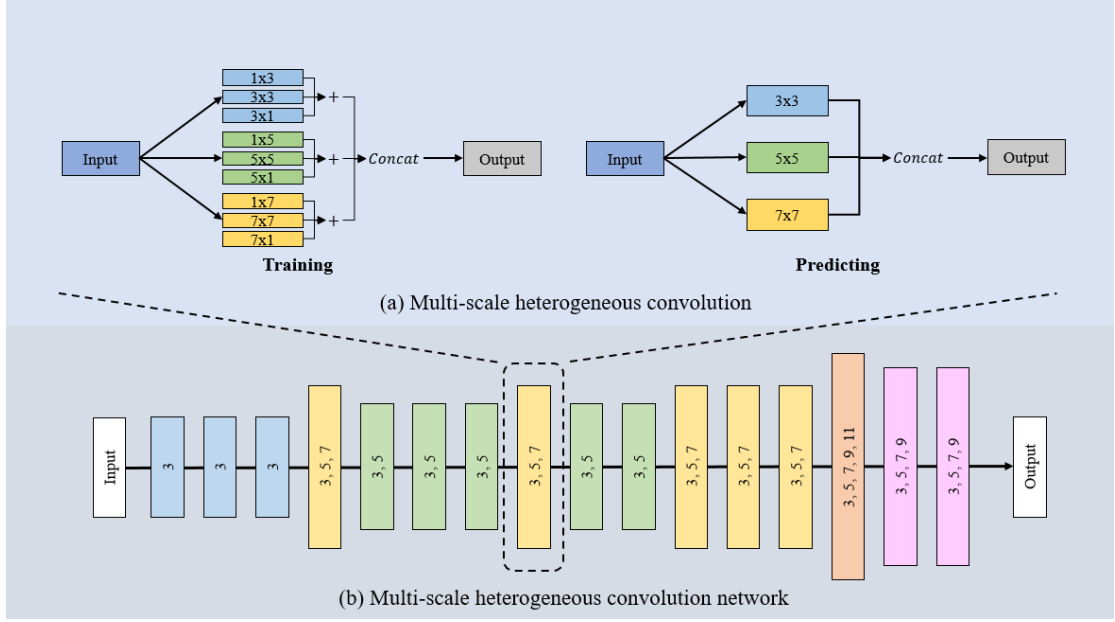 1x3
3x3
3x1
+
1x5
5x5
5x1
+
1x7
7x7
7x1
+
Input
Concat
Output
Training
Input
3x3
5x5
7x7
Concat
Output
Predicting
(a) Multi-scale heterogeneous convolution
Input
3
3
3
3, 5, 7
3, 5
3, 5
3, 5
3, 5, 7
3, 5
3, 5
3, 5, 7
3, 5, 7
3, 5, 7
3, 5, 7, 9, 11
3, 5, 7, 9
3, 5, 7, 9
Output
(b) Multi-scale heterogeneous convolution network